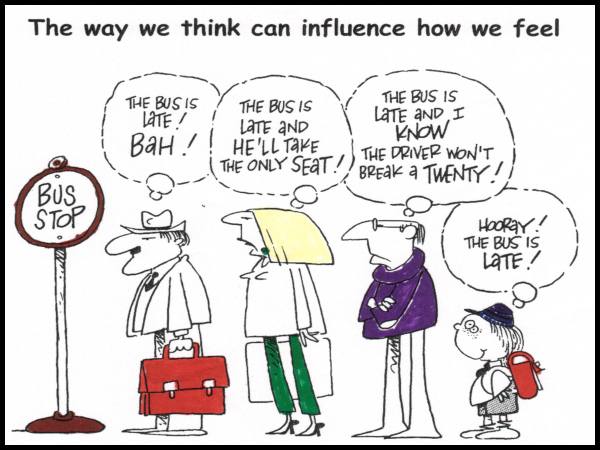 The way we think can influence how we feel
BUS
STOP
THE BUS IS
LATE!
BAH!
THE BUS IS
LATE AND
HE'LL TAKE
THE ONLY SEAT!
THE BUS IS
LATE AND I
KNOW
THE DRIVER WON'T
BREAK A TWENTY!
HOORAY!
THE BUS IS
LATE!